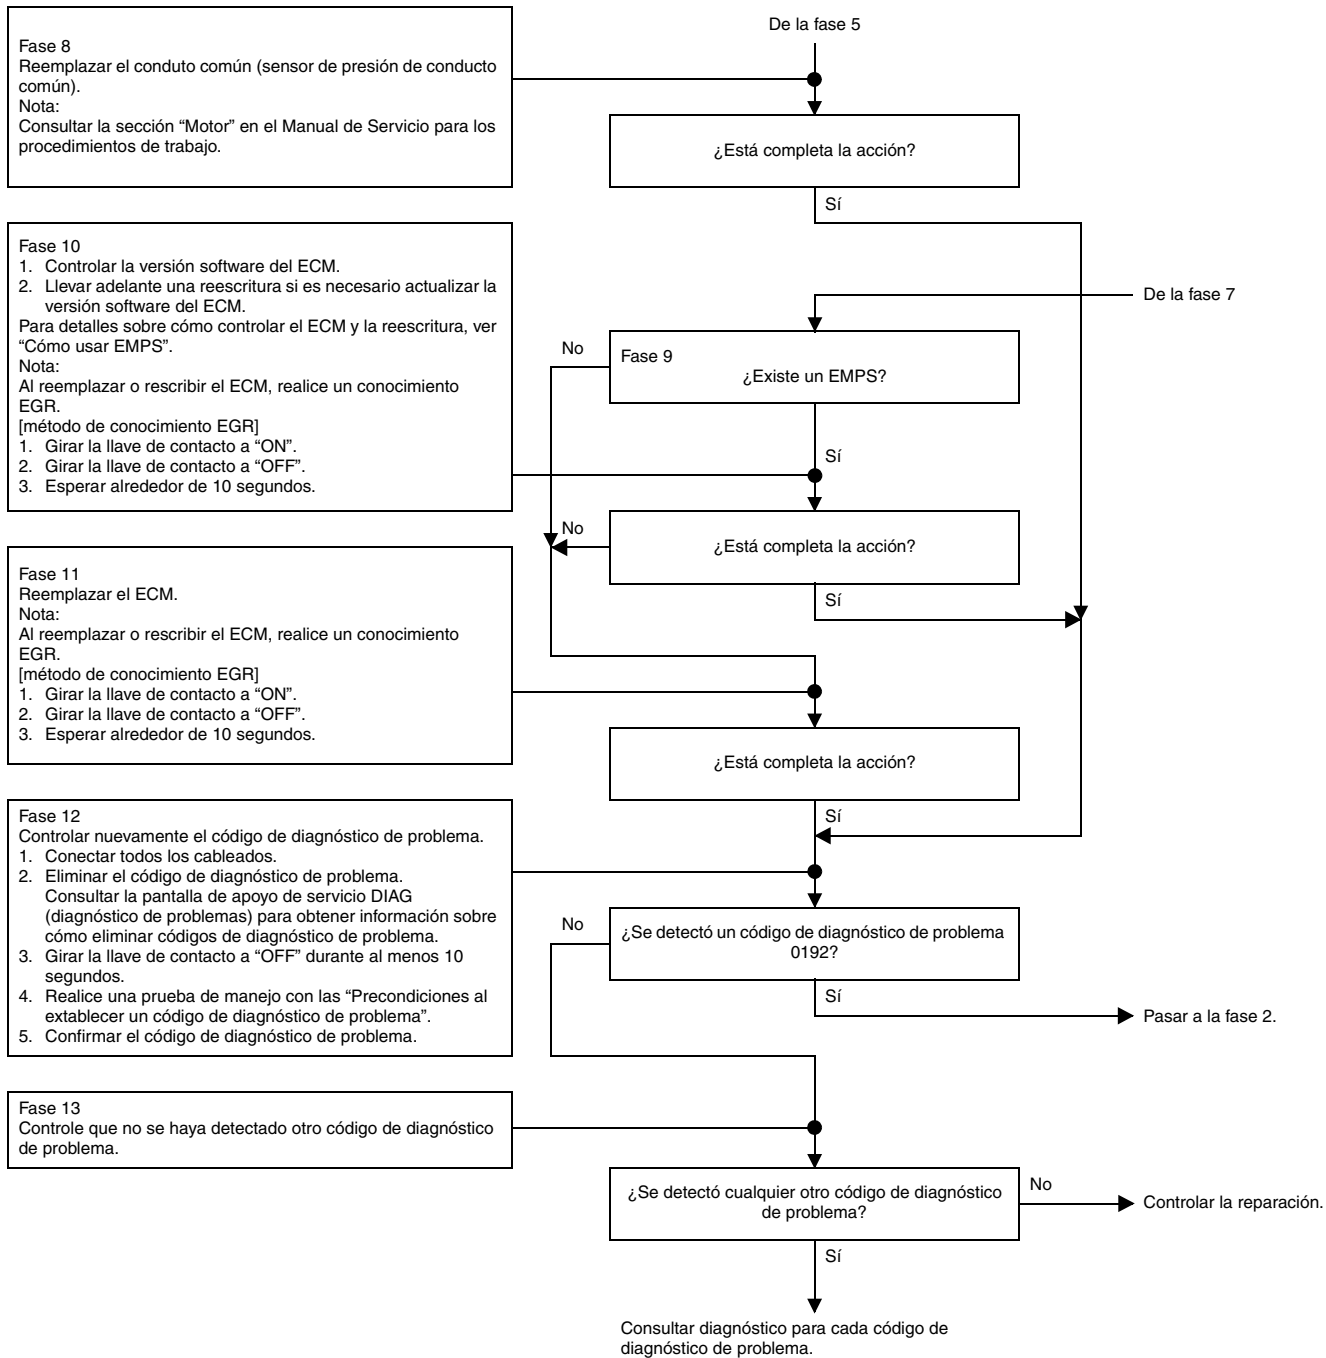 De la fase 5
Fase 8
Reemplazar el conduto común (sensor de presión de conducto
común).
Nota:
Consultar la sección “Motor” en el Manual de Servicio para los
procedimientos de trabajo.
¿Está completa la acción?
Sí
Fase 10
1. Controlar la versión software del ECM.
2. Llevar adelante una reescritura si es necesario actualizar la
versión software del ECM.
Para detalles sobre cómo controlar el ECM y la reescritura, ver
“Cómo usar EMPS”.
Nota:
Al reemplazar o rescribir el ECM, realice un conocimiento
EGR.
[método de conocimiento EGR]
1. Girar la llave de contacto a “ON”.
2. Girar la llave de contacto a “OFF”.
3. Esperar alrededor de 10 segundos.
De la fase 7
No
Fase 9
¿Existe un EMPS?
Sí
No
¿Está completa la acción?
Sí
Fase 11
Reemplazar el ECM.
Nota:
Al reemplazar o rescribir el ECM, realice un conocimiento
EGR.
[método de conocimiento EGR]
1. Girar la llave de contacto a “ON”.
2. Girar la llave de contacto a “OFF”.
3. Esperar alrededor de 10 segundos.
¿Está completa la acción?
Sí
Fase 12
Controlar nuevamente el código de diagnóstico de problema.
1. Conectar todos los cableados.
2. Eliminar el código de diagnóstico de problema.
Consultar la pantalla de apoyo de servicio DIAG
(diagnóstico de problemas) para obtener información sobre
cómo eliminar códigos de diagnóstico de problema.
3. Girar la llave de contacto a “OFF” durante al menos 10
segundos.
4. Realice una prueba de manejo con las “Precondiciones al
extablecer un código de diagnóstico de problema”.
5. Confirmar el código de diagnóstico de problema.
No
¿Se detectó un código de diagnóstico de problema
0192?
Sí
Pasar a la fase 2.
Fase 13
Controle que no se haya detectado otro código de diagnóstico
de problema.
¿Se detectó cualquier otro código de diagnóstico
de problema?
No
Controlar la reparación.
Sí
Consultar diagnóstico para cada código de
diagnóstico de problema.